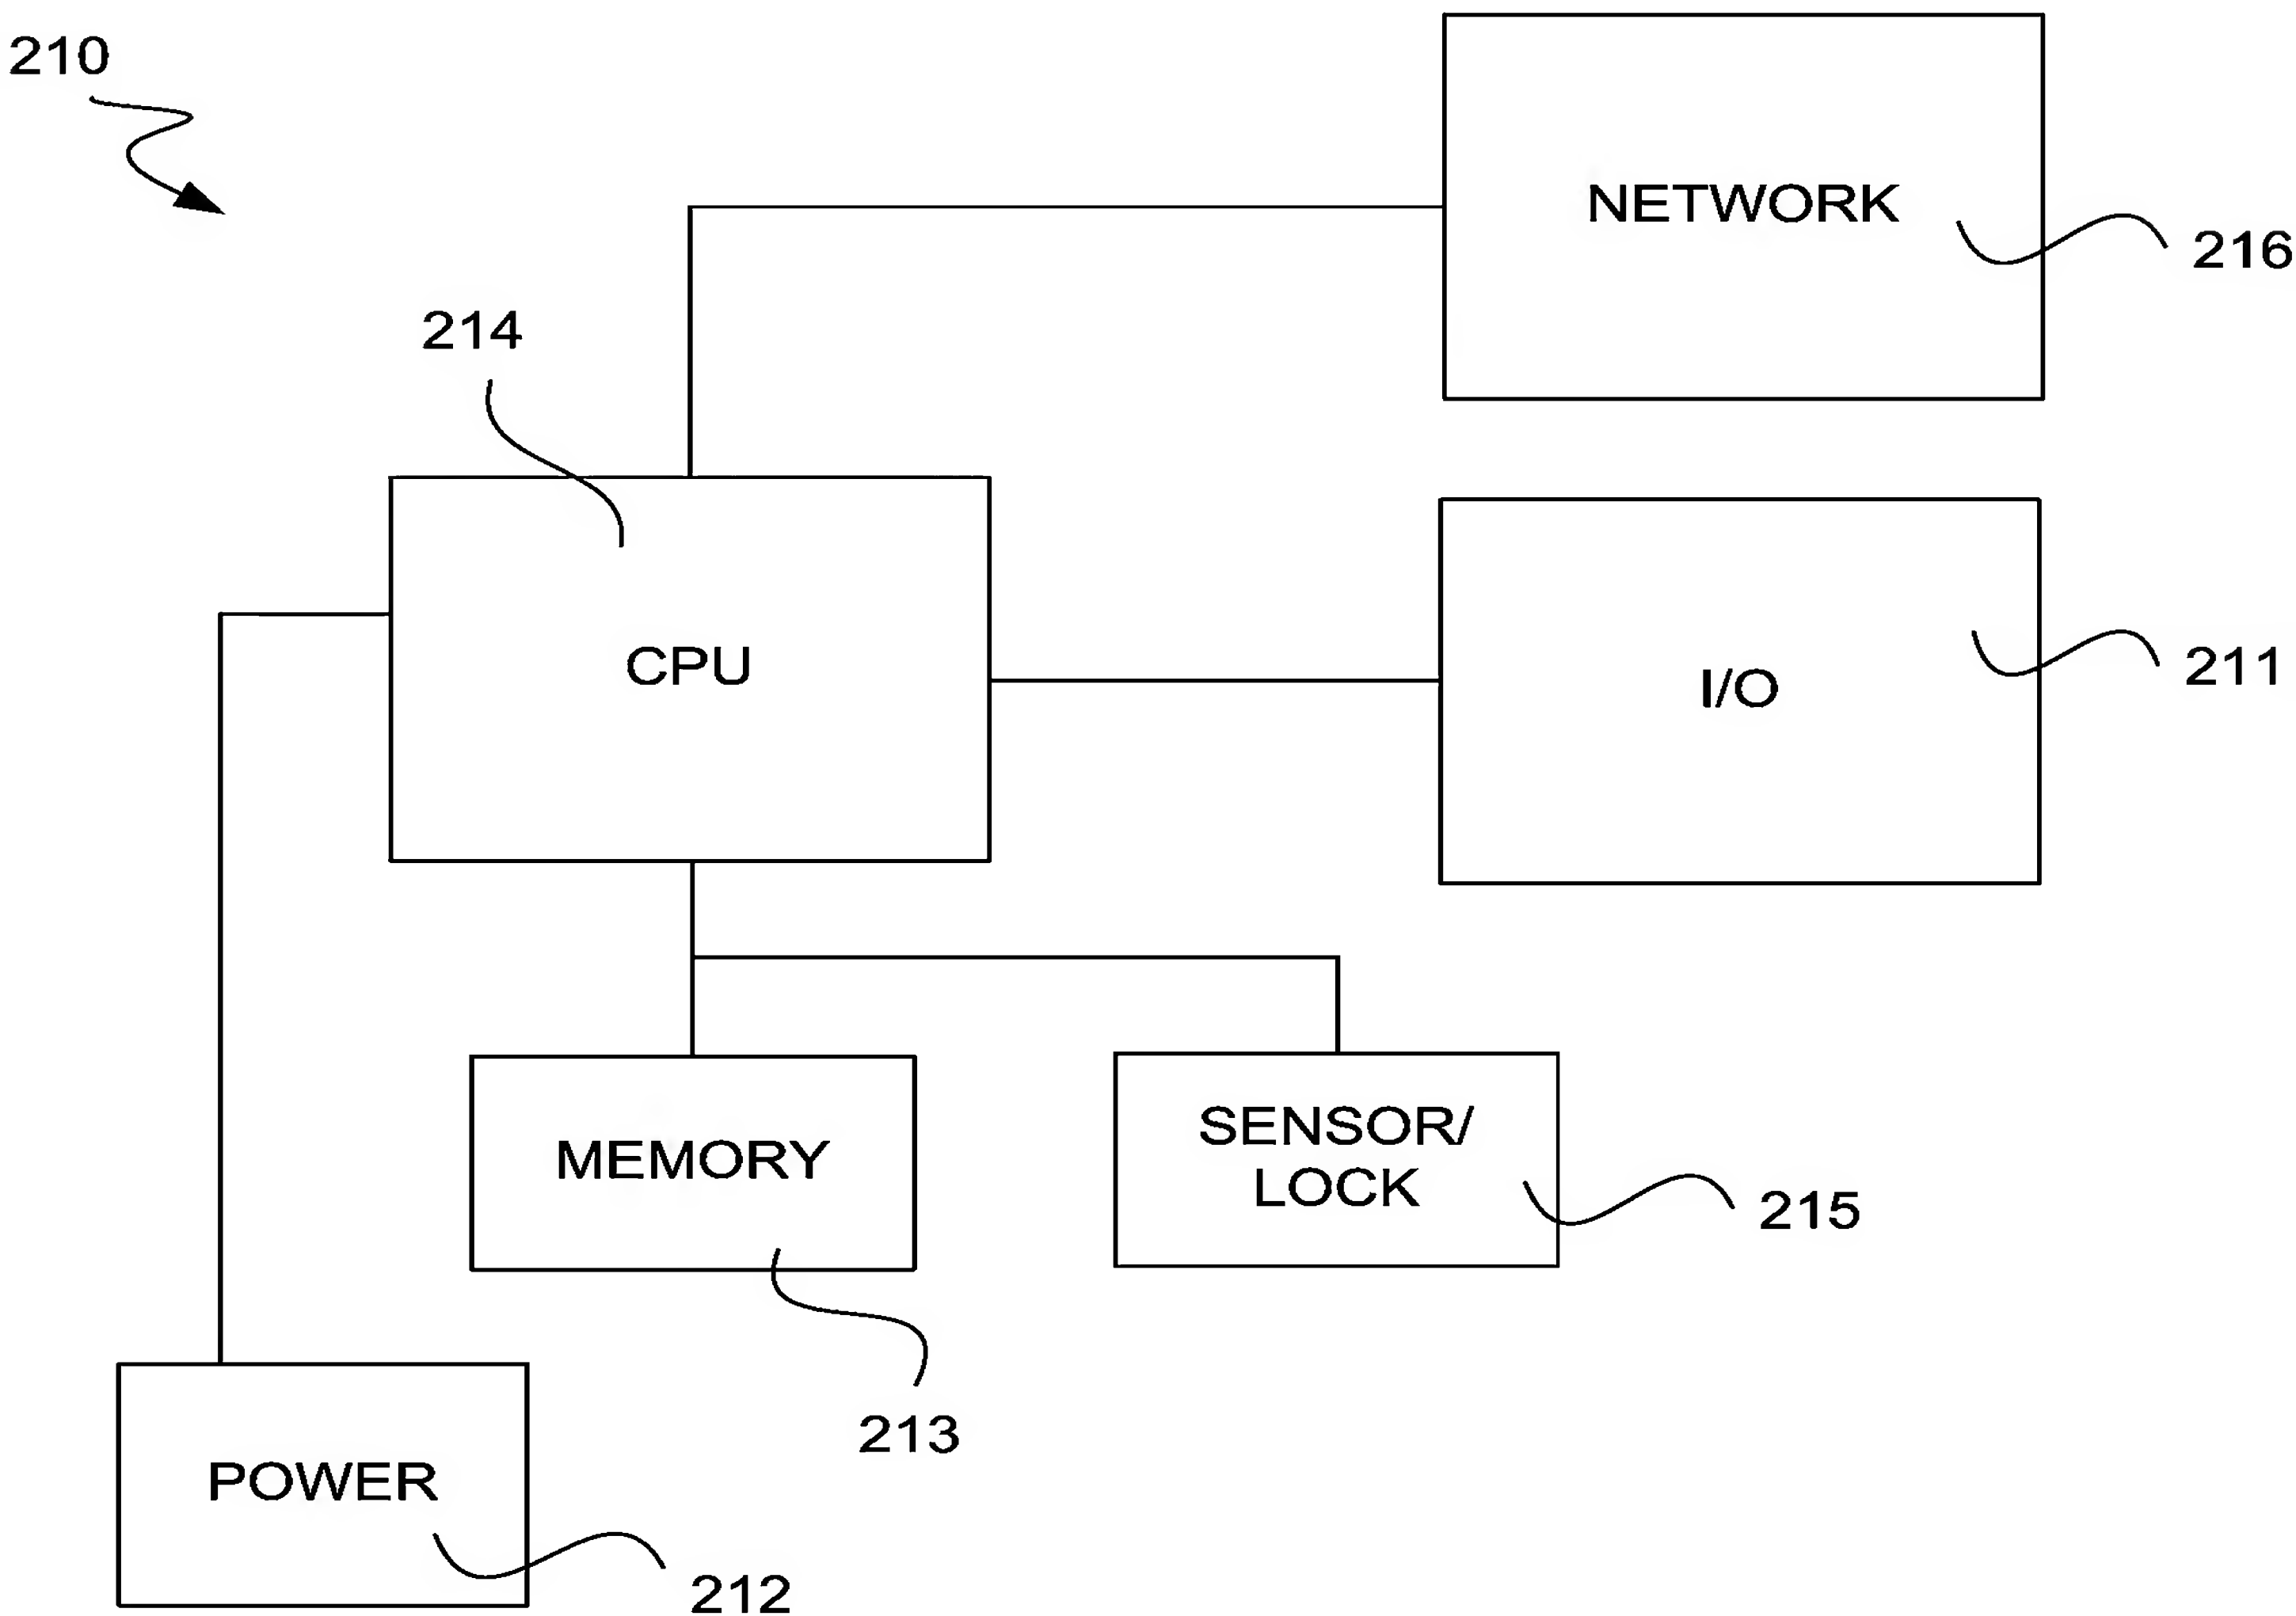 210
NETWORK
216
214
CPU
I/O
211
MEMORY
SENSOR/
LOCK
215
213
POWER
212